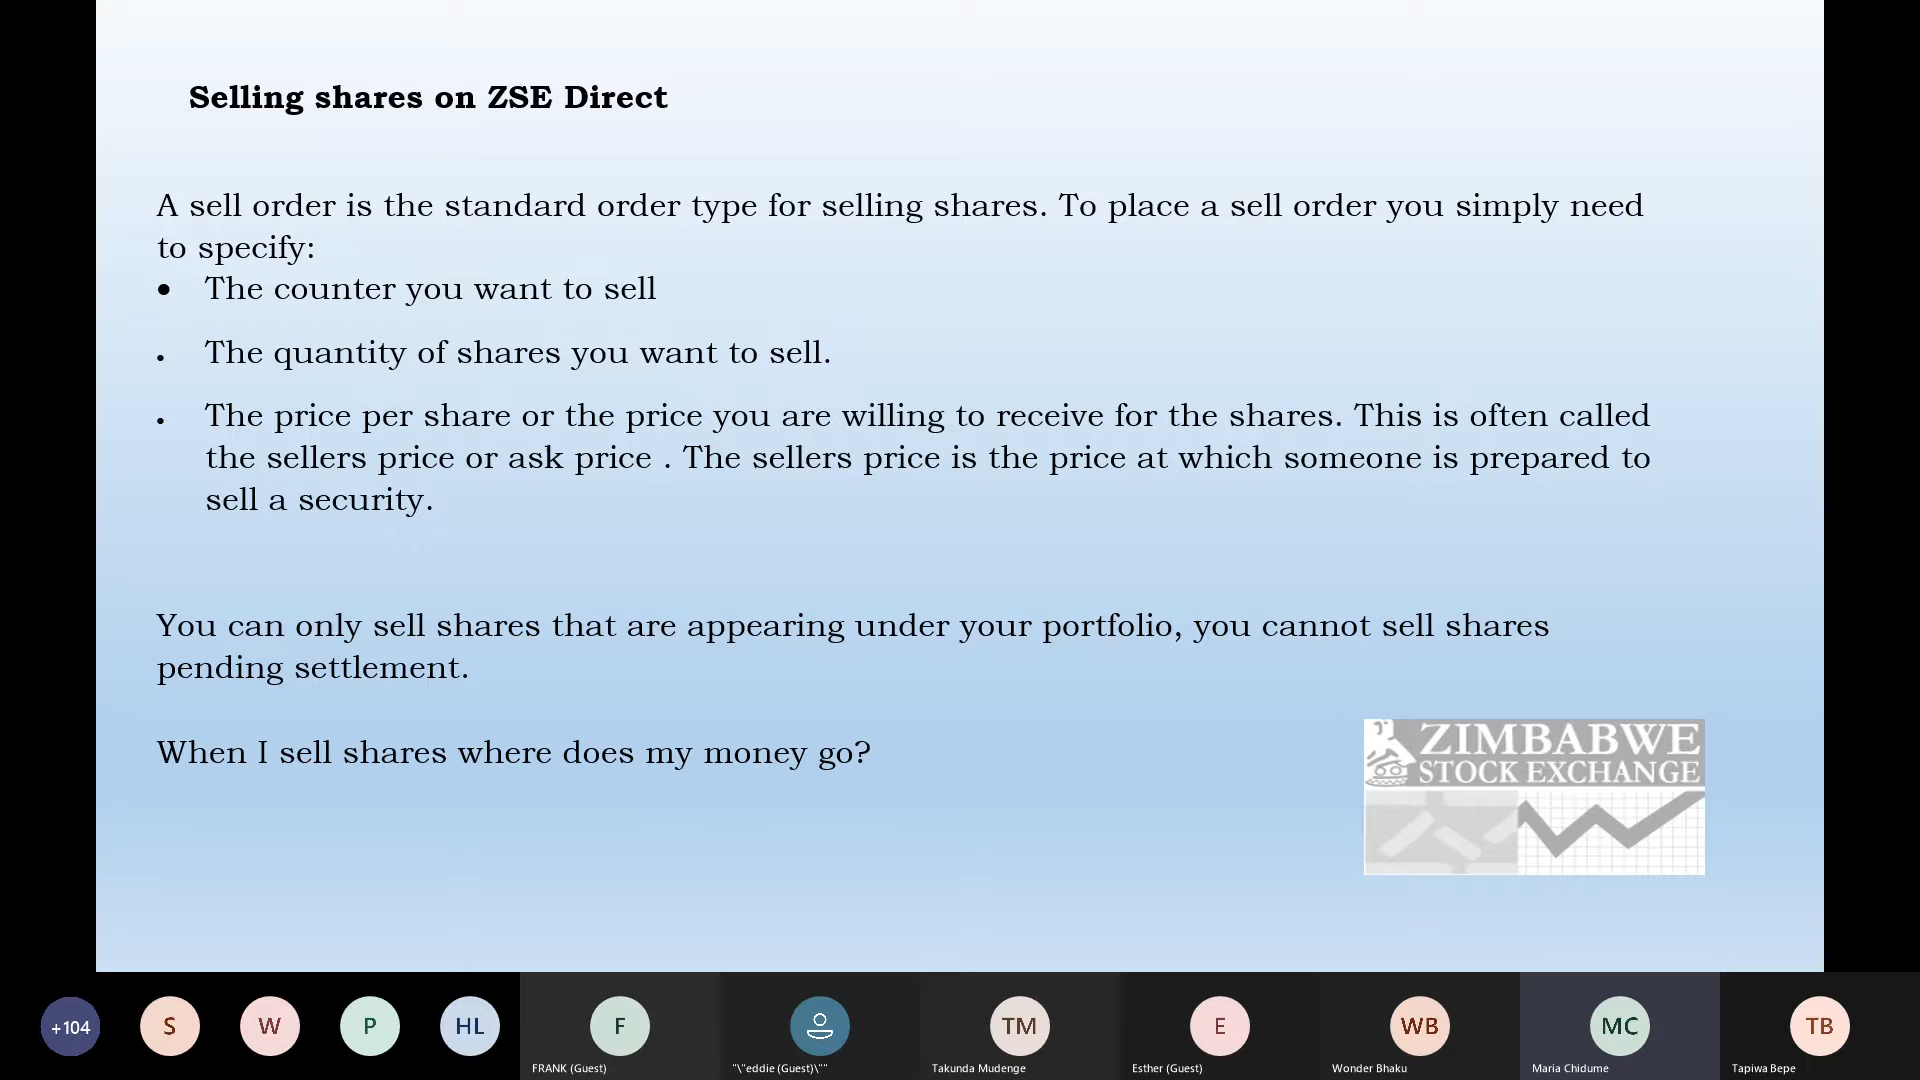 Selling shares on ZSE Direct
A sell order is the standard order type for selling shares. To place a sell order you simply need
to specify:
• The counter you want to sell
• The quantity of shares you want to sell.
• The price per share or the price you are willing to receive for the shares. This is often called
the sellers price or ask price . The sellers price is the price at which someone is prepared to
sell a security.
You can only sell shares that are appearing under your portfolio, you cannot sell shares
pending settlement.
When I sell shares where does my money go?
ZIMBABWE
STOCK EXCHANGE
+104
S
W
P
HL
F
TM
E
WB
MC
TB
FRANK (Guest)
"\"eddie (Guest)\""
Takunda Mudenge
Esther (Guest)
Wonder Bhaku
Maria Chidume
Tapiwa Bepe